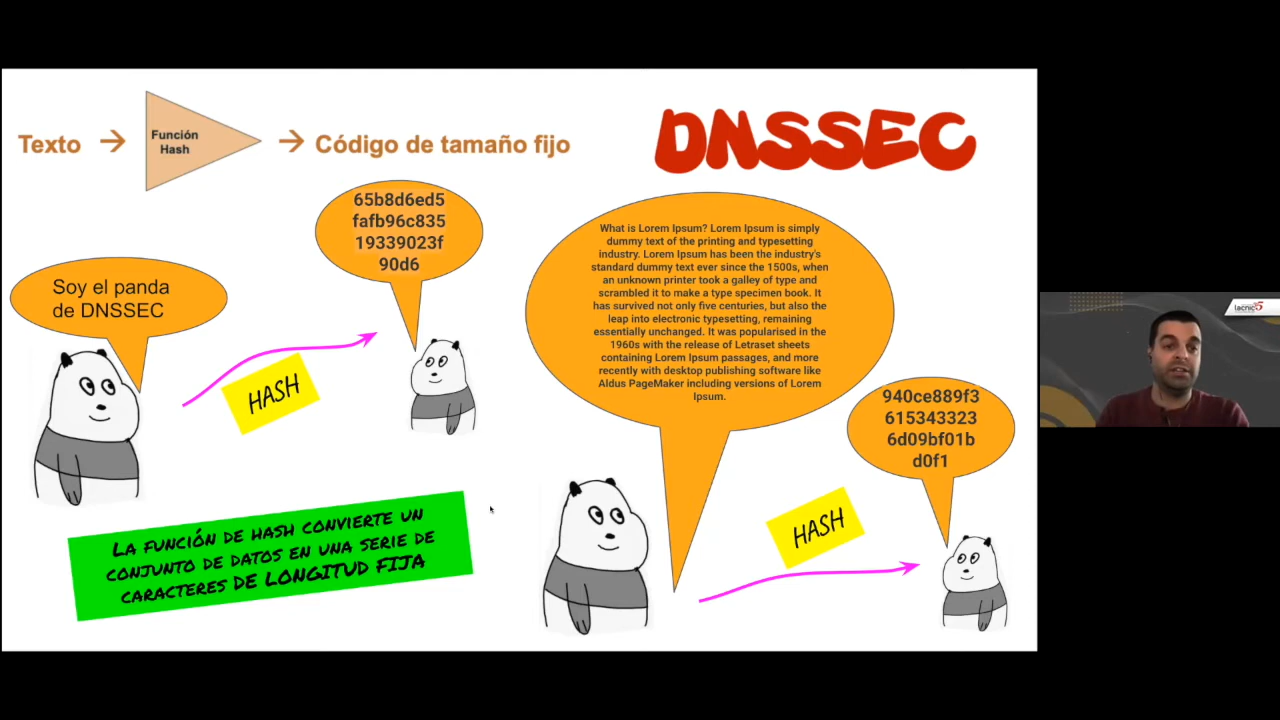 Texto → Función Hash → Código de tamaño fijo
DNSSEC
Soy el panda
de DNSSEC
HASH
65b8d6ed5
fafb96c835
19339023f
90d6
What is Lorem Ipsum? Lorem Ipsum is simply
dummy text of the printing and typesetting
industry. Lorem Ipsum has been the industry's
standard dummy text ever since the 1500s, when
an unknown printer took a galley of type and
scrambled it to make a type specimen book. It
has survived not only five centuries, but also the
leap into electronic typesetting, remaining
essentially unchanged. It was popularised in the
1960s with the release of Letraset sheets
containing Lorem Ipsum passages, and more
recently with desktop publishing software like
Aldus PageMaker including versions of Lorem
Ipsum.
HASH
940ce889f3
615343323
6d09bf01b
d0f1
LA FUNCIÓN DE HASH CONVIERTE UN
CONJUNTO DE DATOS EN UNA SERIE DE
CARACTERES DE LONGITUD FIJA
lacnic